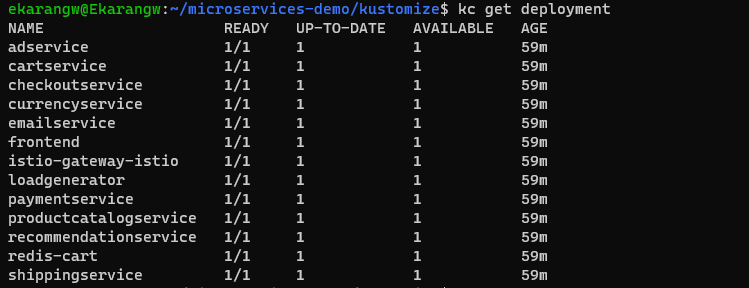 ekarangw@Ekarangw:~/microservices-demo/kustomize$ kc get deployment
NAME READY UP-TO-DATE AVAILABLE AGE
adservice 1/1 1 1 59m
cartservice 1/1 1 1 59m
checkoutservice 1/1 1 1 59m
currencyservice 1/1 1 1 59m
emailservice 1/1 1 1 59m
frontend 1/1 1 1 59m
istio-gateway-istio 1/1 1 1 59m
loadgenerator 1/1 1 1 59m
paymentservice 1/1 1 1 59m
productcatalogservice 1/1 1 1 59m
recommendationservice 1/1 1 1 59m
redis-cart 1/1 1 1 59m
shippingservice 1/1 1 1 59m